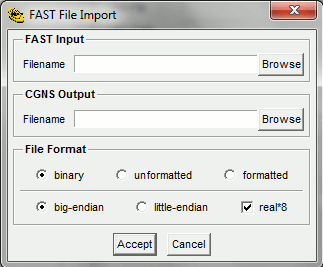 FAST File Import
FAST Input
Filename Browse
CGNS Output
Filename Browse
File Format
binary unformatted formatted
big-endian little-endian real*8
Accept Cancel